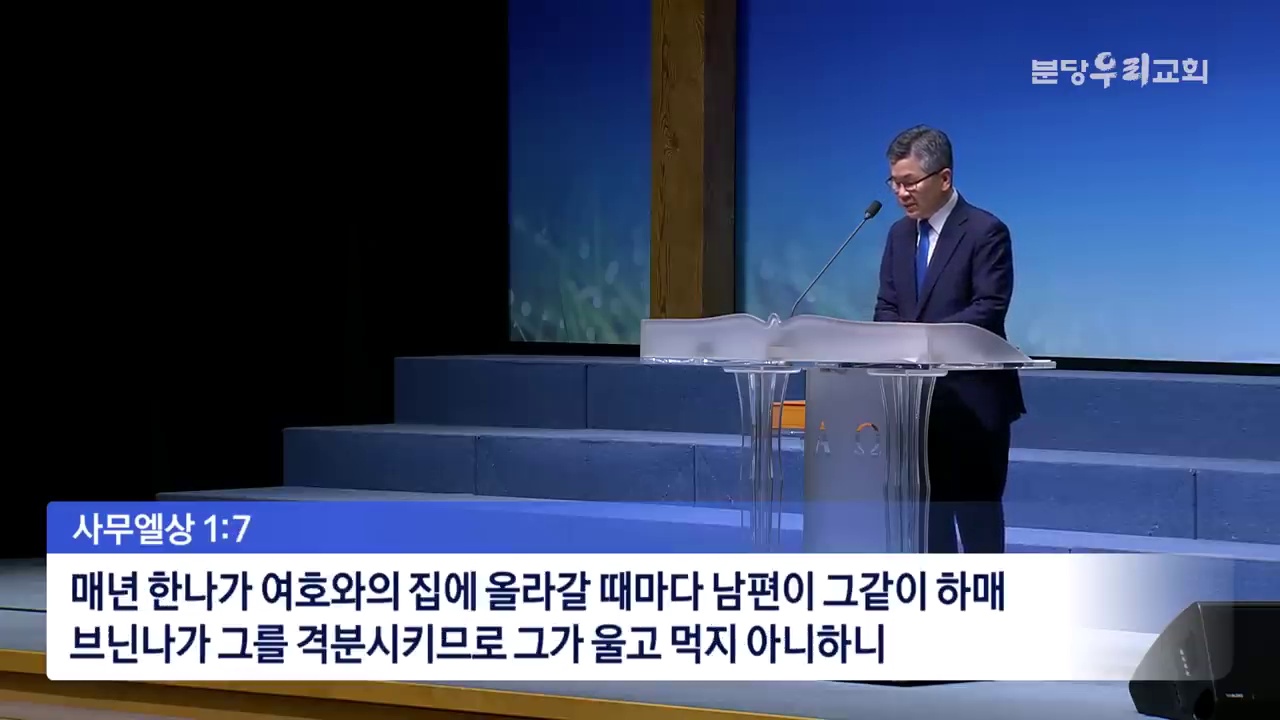 분당우리교회
A Ω
사무엘상 1:7
매년 한나가 여호와의 집에 올라갈 때마다 남편이 그같이 하매
브닌나가 그를 격분시키므로 그가 울고 먹지 아니하니